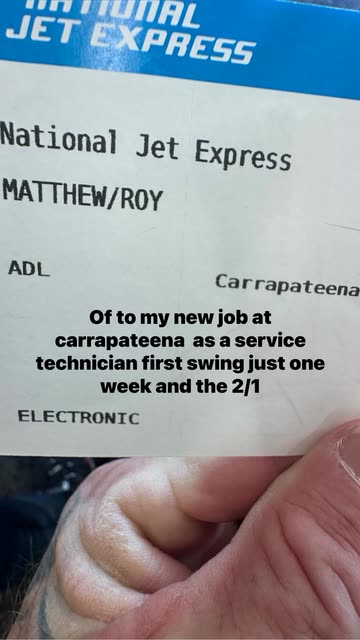 NATIONAL
JET EXPRESS
National Jet Express
MATTHEW/ROY
ADL
Carrapateena
Of to my new job at
carrapateena as a service
technician first swing just one
week and the 2/1
ELECTRONIC